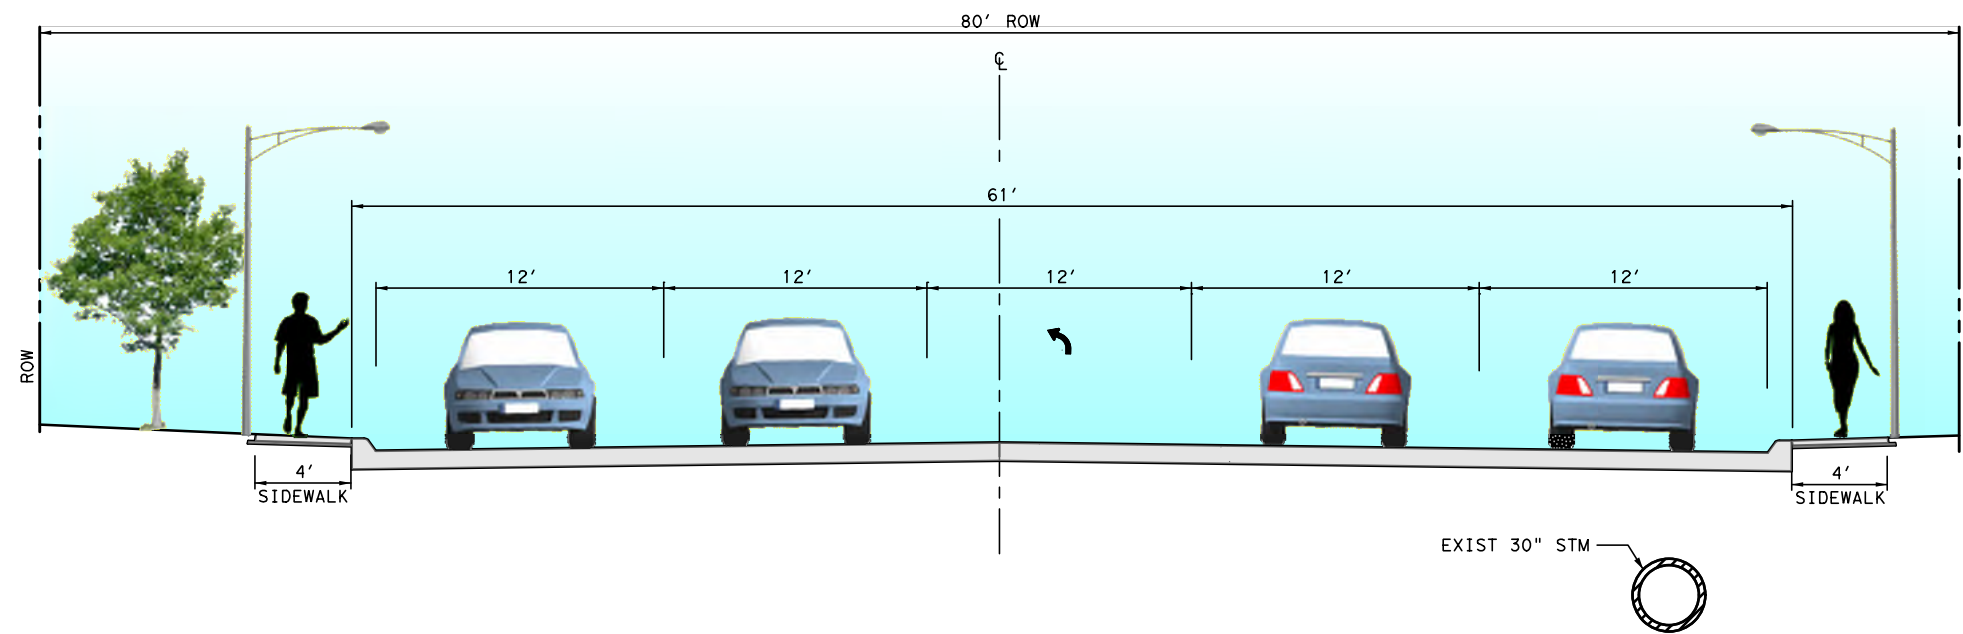 80' ROW
℄
61'
12' 12' 12' 12' 12'
ROW
4'
SIDEWALK
4'
SIDEWALK
EXIST 30" STM